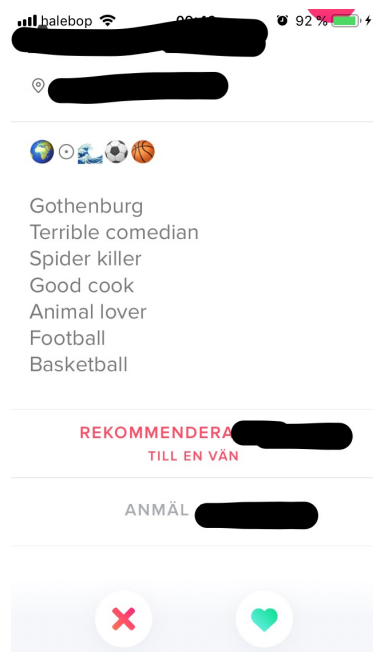 halebop 92 %
Gothenburg
Terrible comedian
Spider killer
Good cook
Animal lover
Football
Basketball
REKOMMENDERA
TILL EN VÄN
ANMÄL